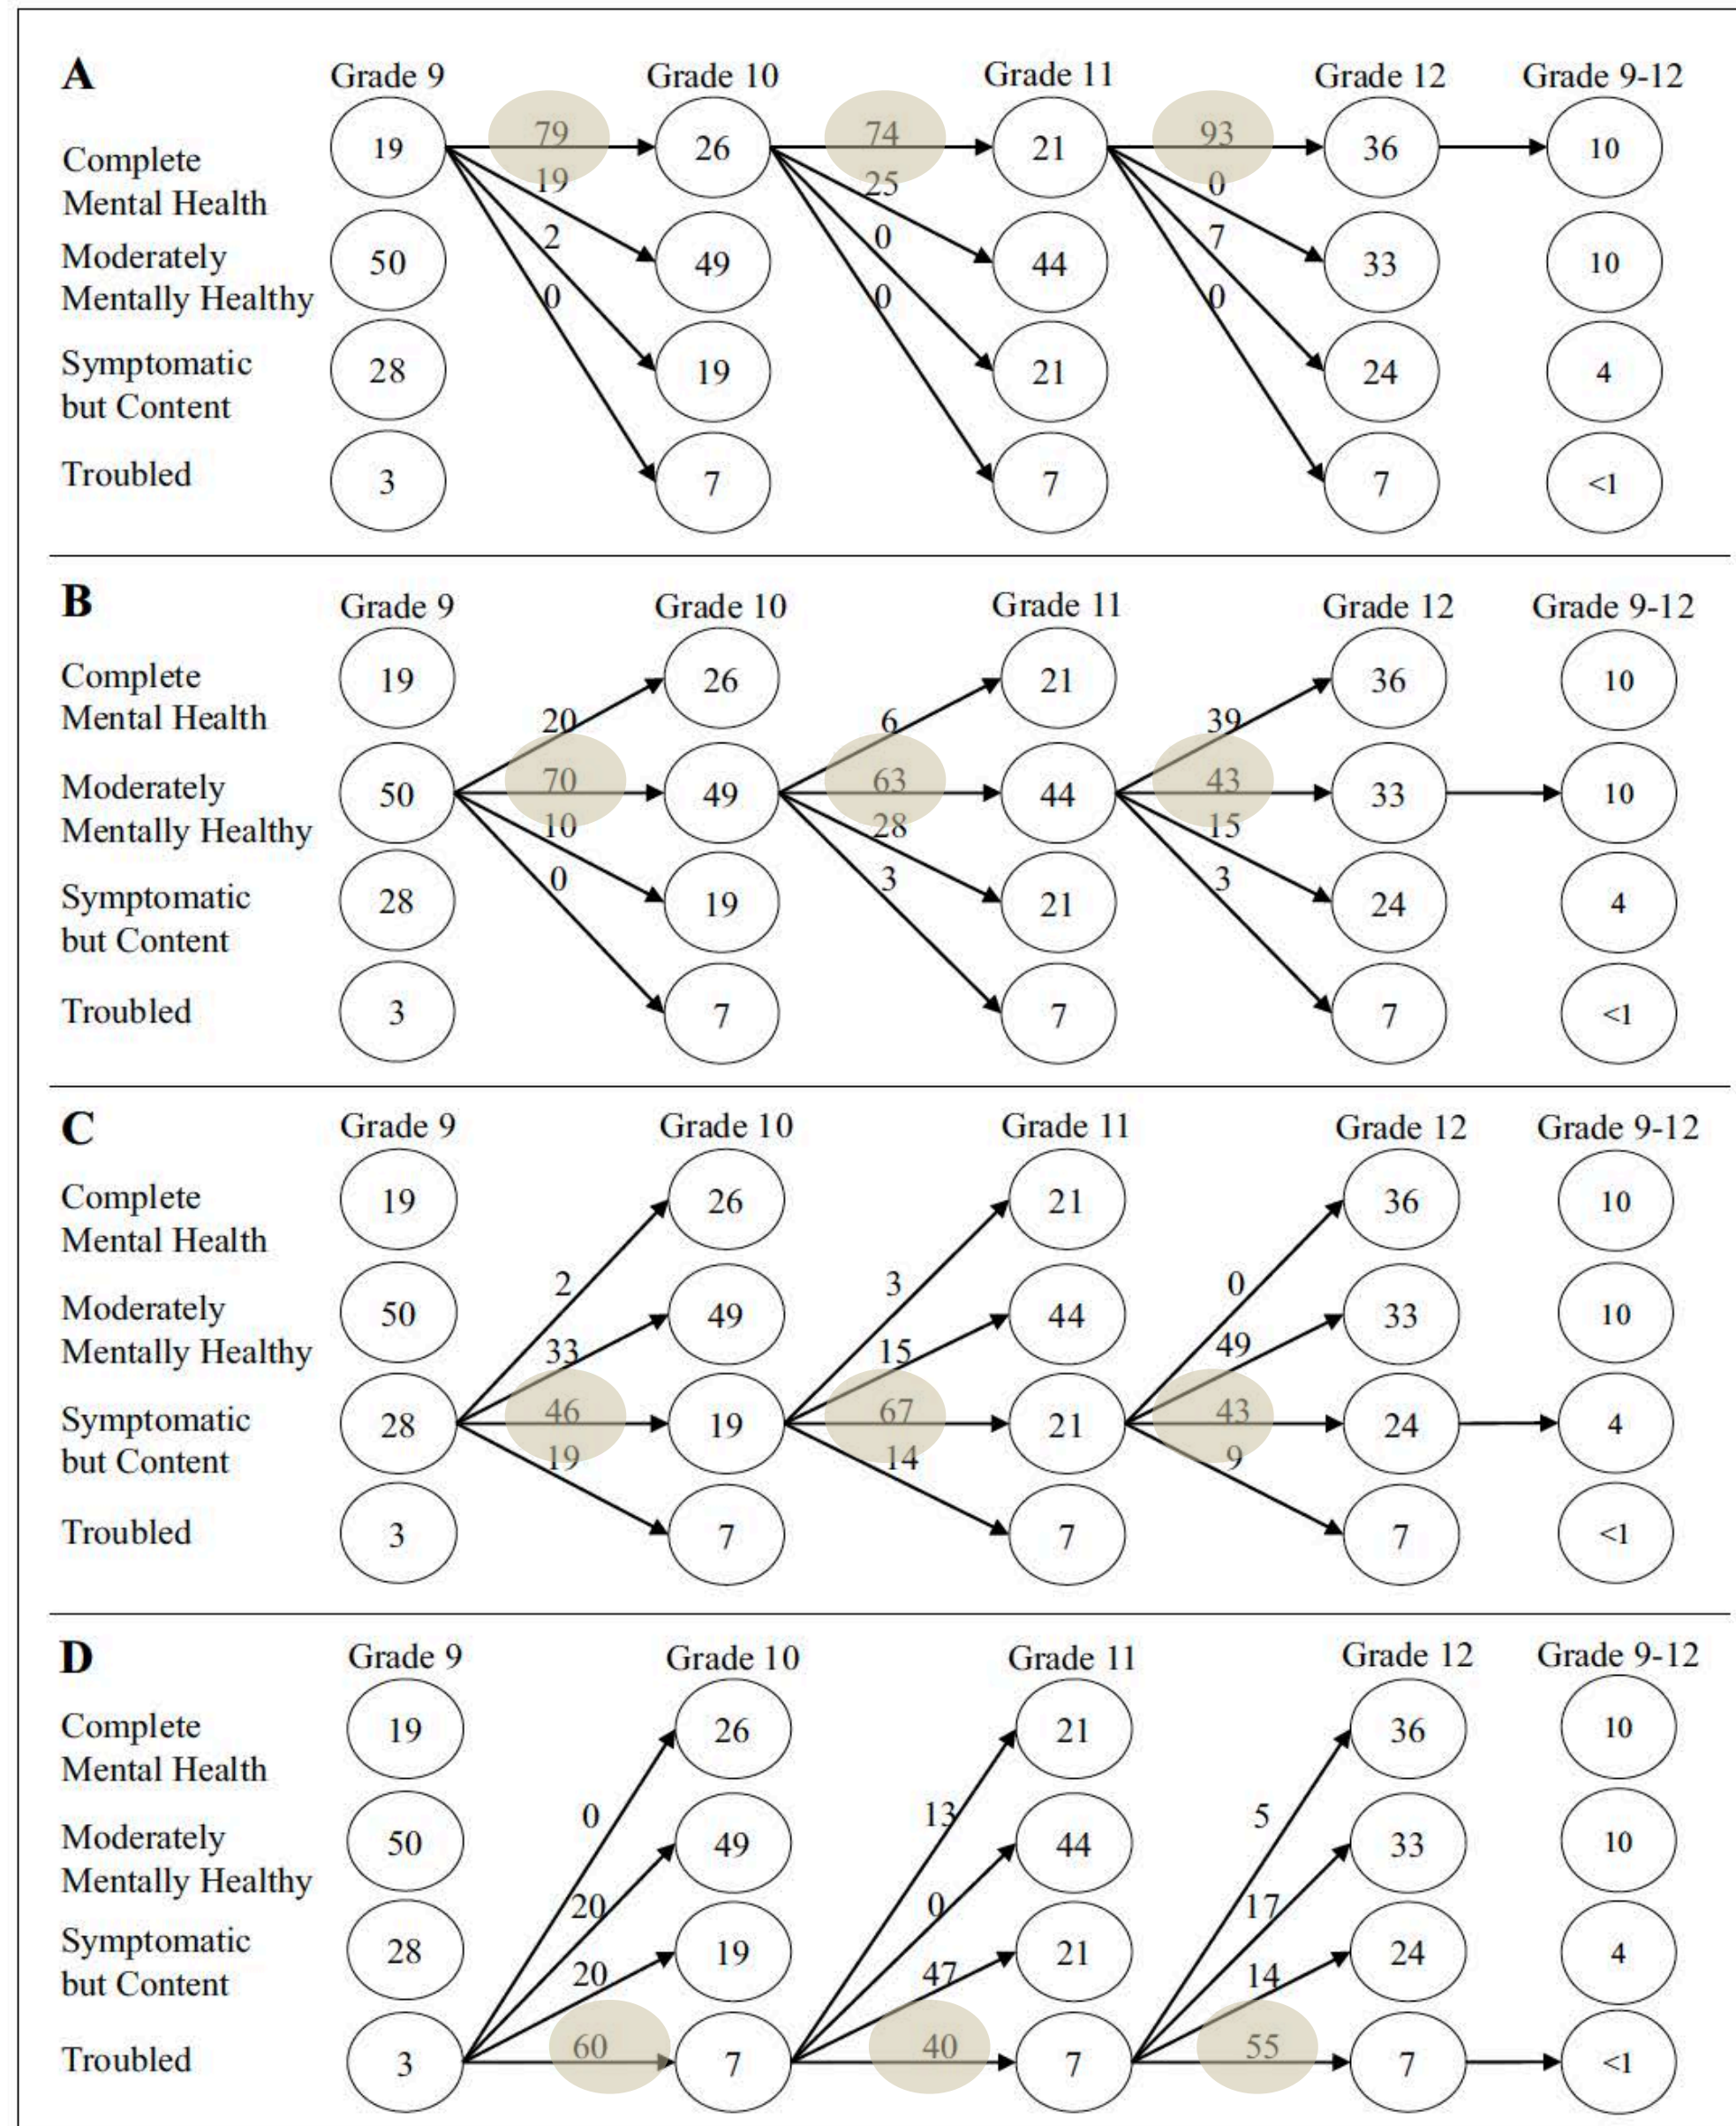 A
Grade 9 Grade 10 Grade 11 Grade 12 Grade 9-12
Complete
Mental Health
19 79 26 74 21 93 36 10
19 25 0
Moderately
Mentally Healthy
2 0 7
50 49 44 33 10
0 0 0
Symptomatic
but Content
28 19 21 24 4
Troubled
3 7 7 7 <1
B
Grade 9 Grade 10 Grade 11 Grade 12 Grade 9-12
Complete
Mental Health
19 26 21 36 10
20 6 39
Moderately
Mentally Healthy
50 70 49 63 44 43 33 10
10 28 15
0 3 3
Symptomatic
but Content
28 19 21 24 4
Troubled
3 7 7 7 <1
C
Grade 9 Grade 10 Grade 11 Grade 12 Grade 9-12
Complete
Mental Health
19 26 21 36 10
2 3 0
Moderately
Mentally Healthy
50 49 44 33 10
33 15 49
Symptomatic
but Content
28 46 19 67 21 43 24 4
19 14 9
Troubled
3 7 7 7 <1
D
Grade 9 Grade 10 Grade 11 Grade 12 Grade 9-12
Complete
Mental Health
19 26 21 36 10
0 13 5
Moderately
Mentally Healthy
50 49 44 33 10
20 0 17
Symptomatic
but Content
28 19 21 24 4
20 47 14
Troubled
3 60 7 40 7 55 7 <1